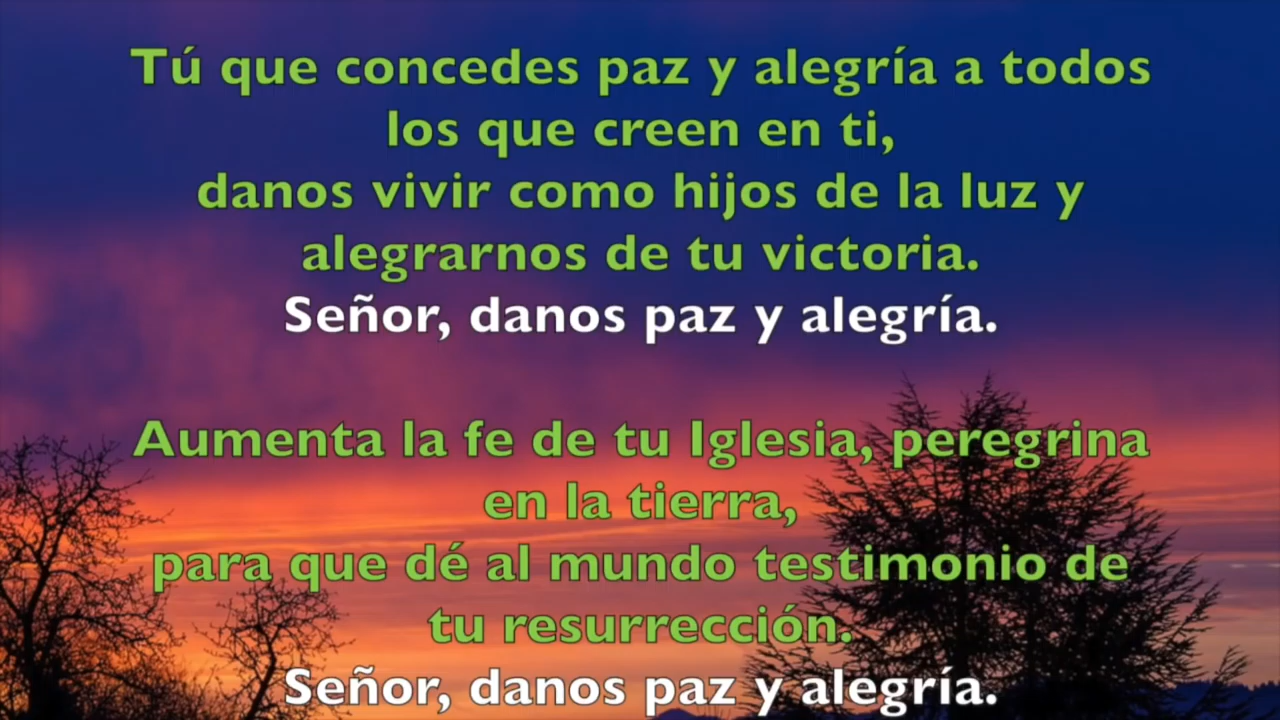 Tú que concedes paz y alegría a todos
los que creen en ti,
danos vivir como hijos de la luz y
alegrarnos de tu victoria.
Señor, danos paz y alegría.
Aumenta la fe de tu Iglesia, peregrina
en la tierra,
para que dé al mundo testimonio de
tu resurrección.
Señor, danos paz y alegría.